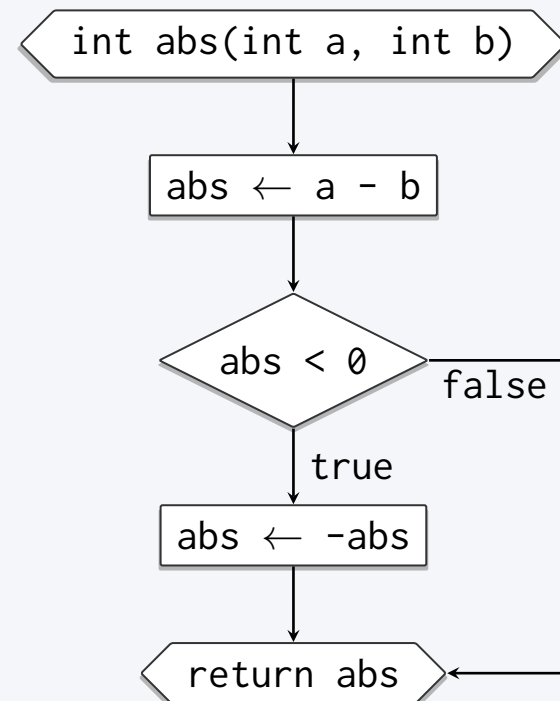 int abs(int a, int b)
abs ← a - b
abs < 0
false
true
abs ← -abs
return abs